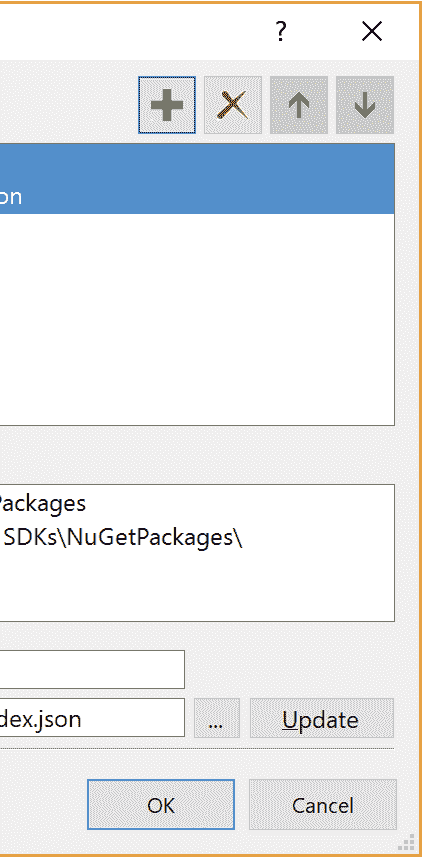 ?
on
Packages
SDKs\NuGetPackages\
dex.json
... Update
OK Cancel